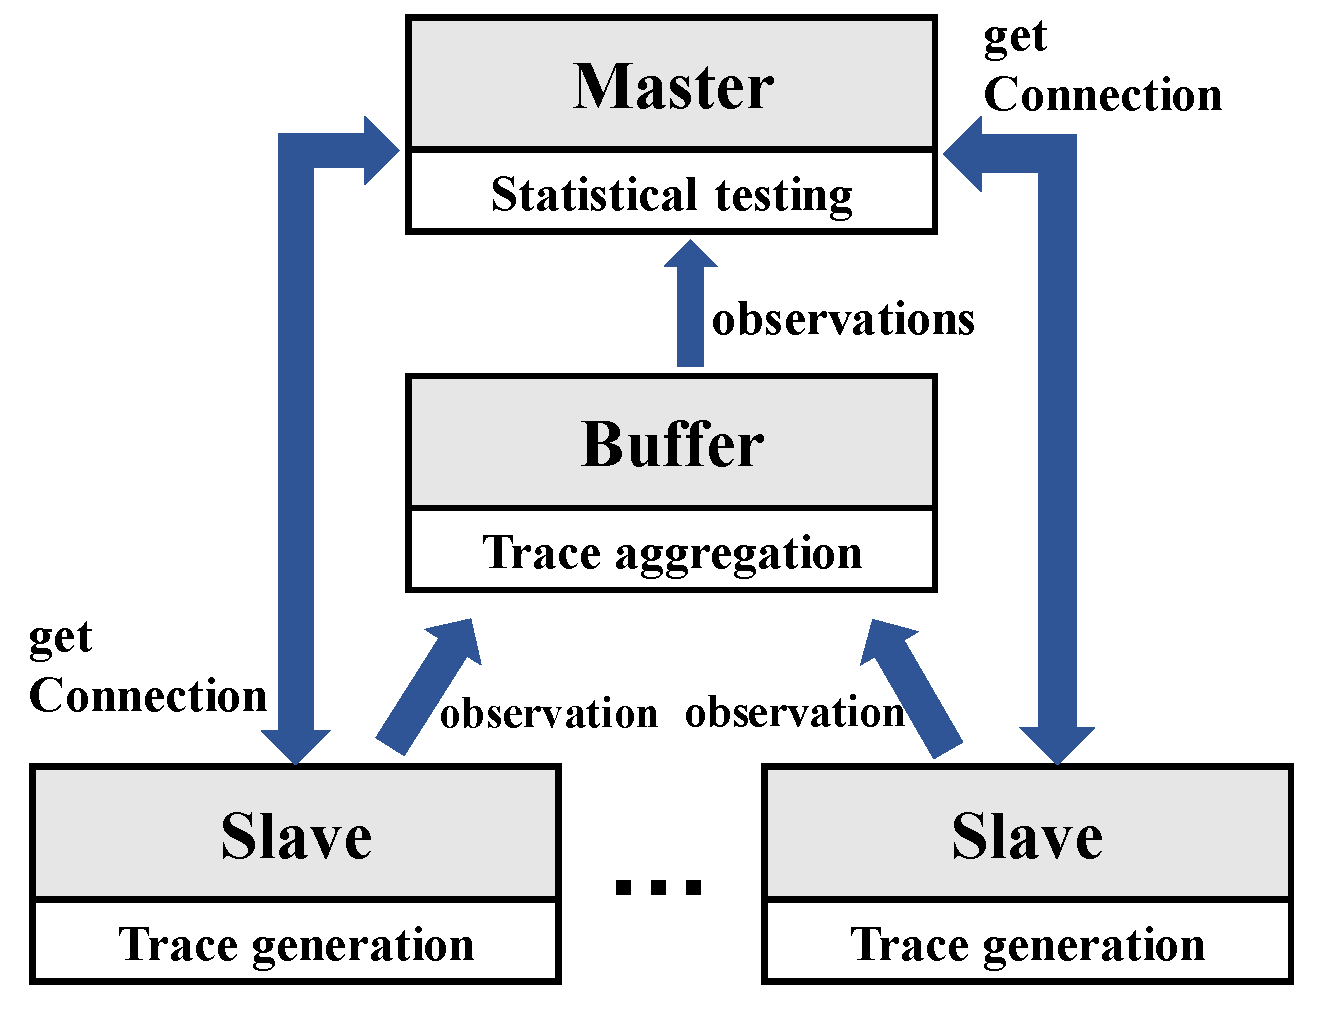 Master
get
Connection
Statistical testing
observations
Buffer
Trace aggregation
get
Connection
observation
observation
Slave
...
Slave
Trace generation
Trace generation